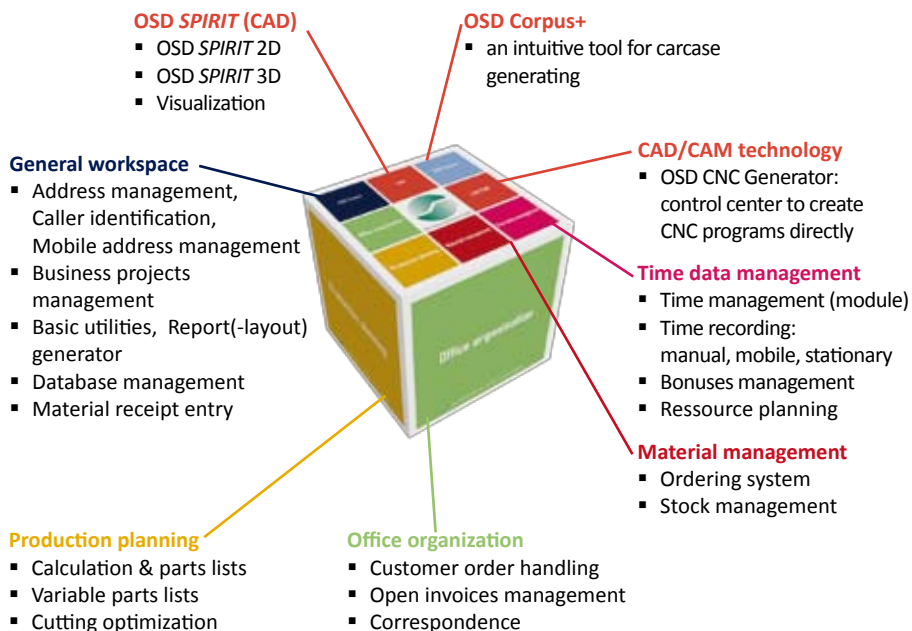 OSD SPIRIT (CAD)
▪ OSD SPIRIT 2D
▪ OSD SPIRIT 3D
▪ Visualization
OSD Corpus+
▪ an intuitive tool for carcase
generating
General workspace
▪ Address management,
Caller identification,
Mobile address management
▪ Business projects
management
▪ Basic utilities, Report(-layout)
generator
▪ Database management
▪ Material receipt entry
CAD/CAM technology
▪ OSD CNC Generator:
control center to create
CNC programs directly
Time data management
▪ Time management (module)
▪ Time recording:
manual, mobile, stationary
▪ Bonuses management
▪ Ressource planning
Office organisation
Material management
▪ Ordering system
▪ Stock management
Production planning
▪ Calculation & parts lists
▪ Variable parts lists
▪ Cutting optimization
Office organization
▪ Customer order handling
▪ Open invoices management
▪ Correspondence